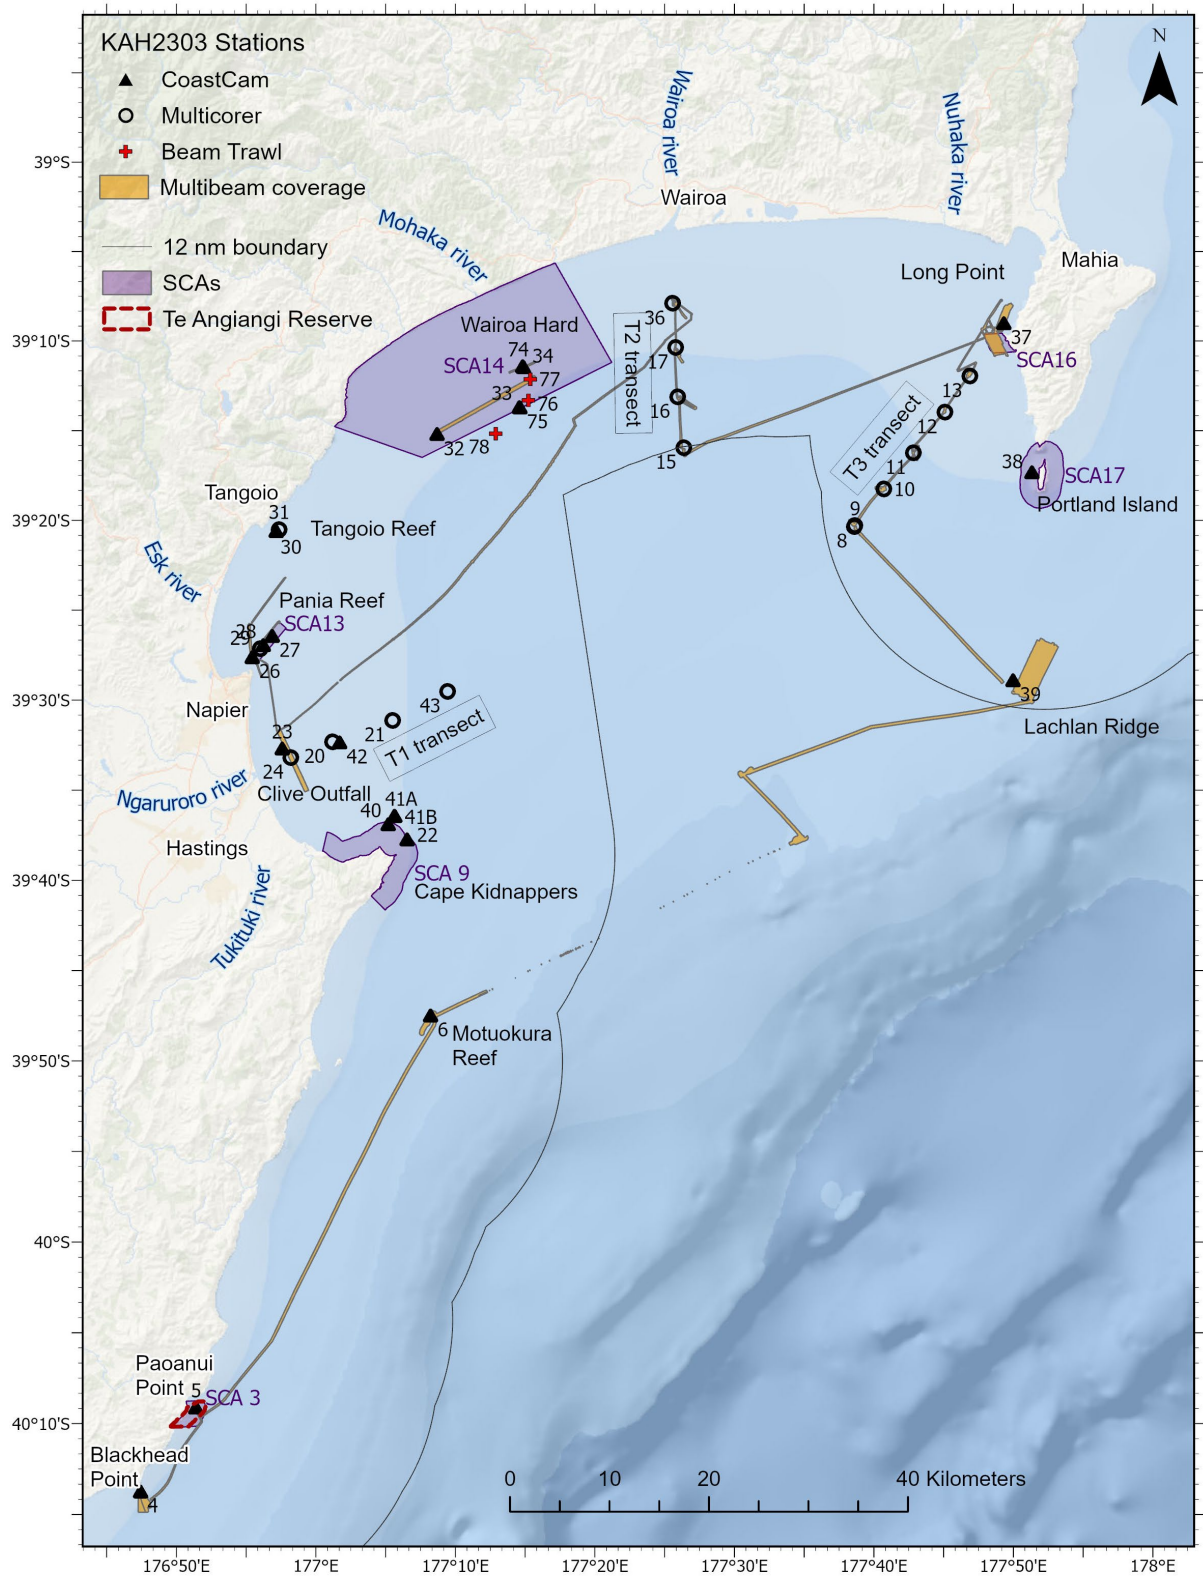 KAH2303 Stations
CoastCam
Multicorer
Beam Trawl
Multibeam coverage
12 nm boundary
SCAs
Te Angiangi Reserve
N
Wairoa river
Nuhaka river
Wairoa
Mohaka river
Mahia
Long Point
36
37
Wairoa Hard
74
34
SCA14
77
33
76
75
32
78
T2 transect
17
16
15
SCA16
13
12
T3 transect
11
10
9
8
38
SCA17
Portland Island
Tangoio
31
30
Tangoio Reef
Esk river
Pania Reef
SCA13
28
29
27
26
Napier
43
21
T1 transect
23
20
42
24
Clive Outfall
Ngaruroro river
39
Lachlan Ridge
41A
40
41B
22
Hastings
SCA 9
Cape Kidnappers
Tukituki river
6
Motuokura
Reef
Paoanui
Point
5
SCA 3
Blackhead
Point
4
0
20
40 Kilometers
39°S
39°10'S
39°20'S
39°30'S
39°40'S
39°50'S
40°S
40°10'S
176°50'E
177°E
177°10'E
177°20'E
177°30'E
177°40'E
177°50'E
178°E